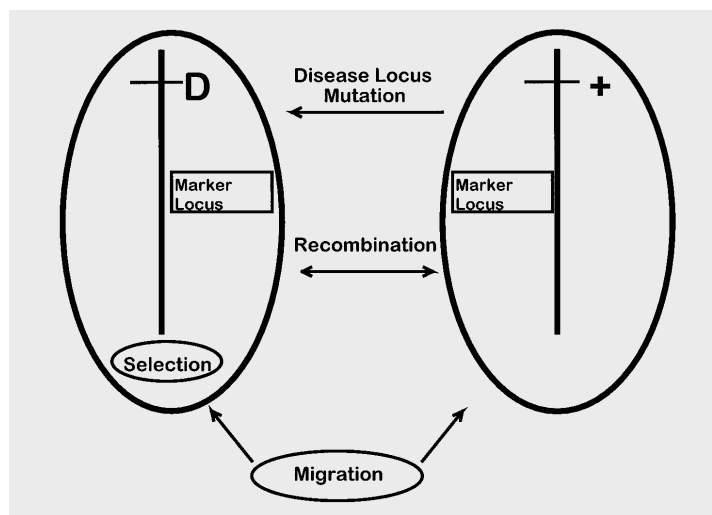 D
Disease Locus
Mutation
+
Marker
Locus
Marker
Locus
Recombination
Selection
Migration